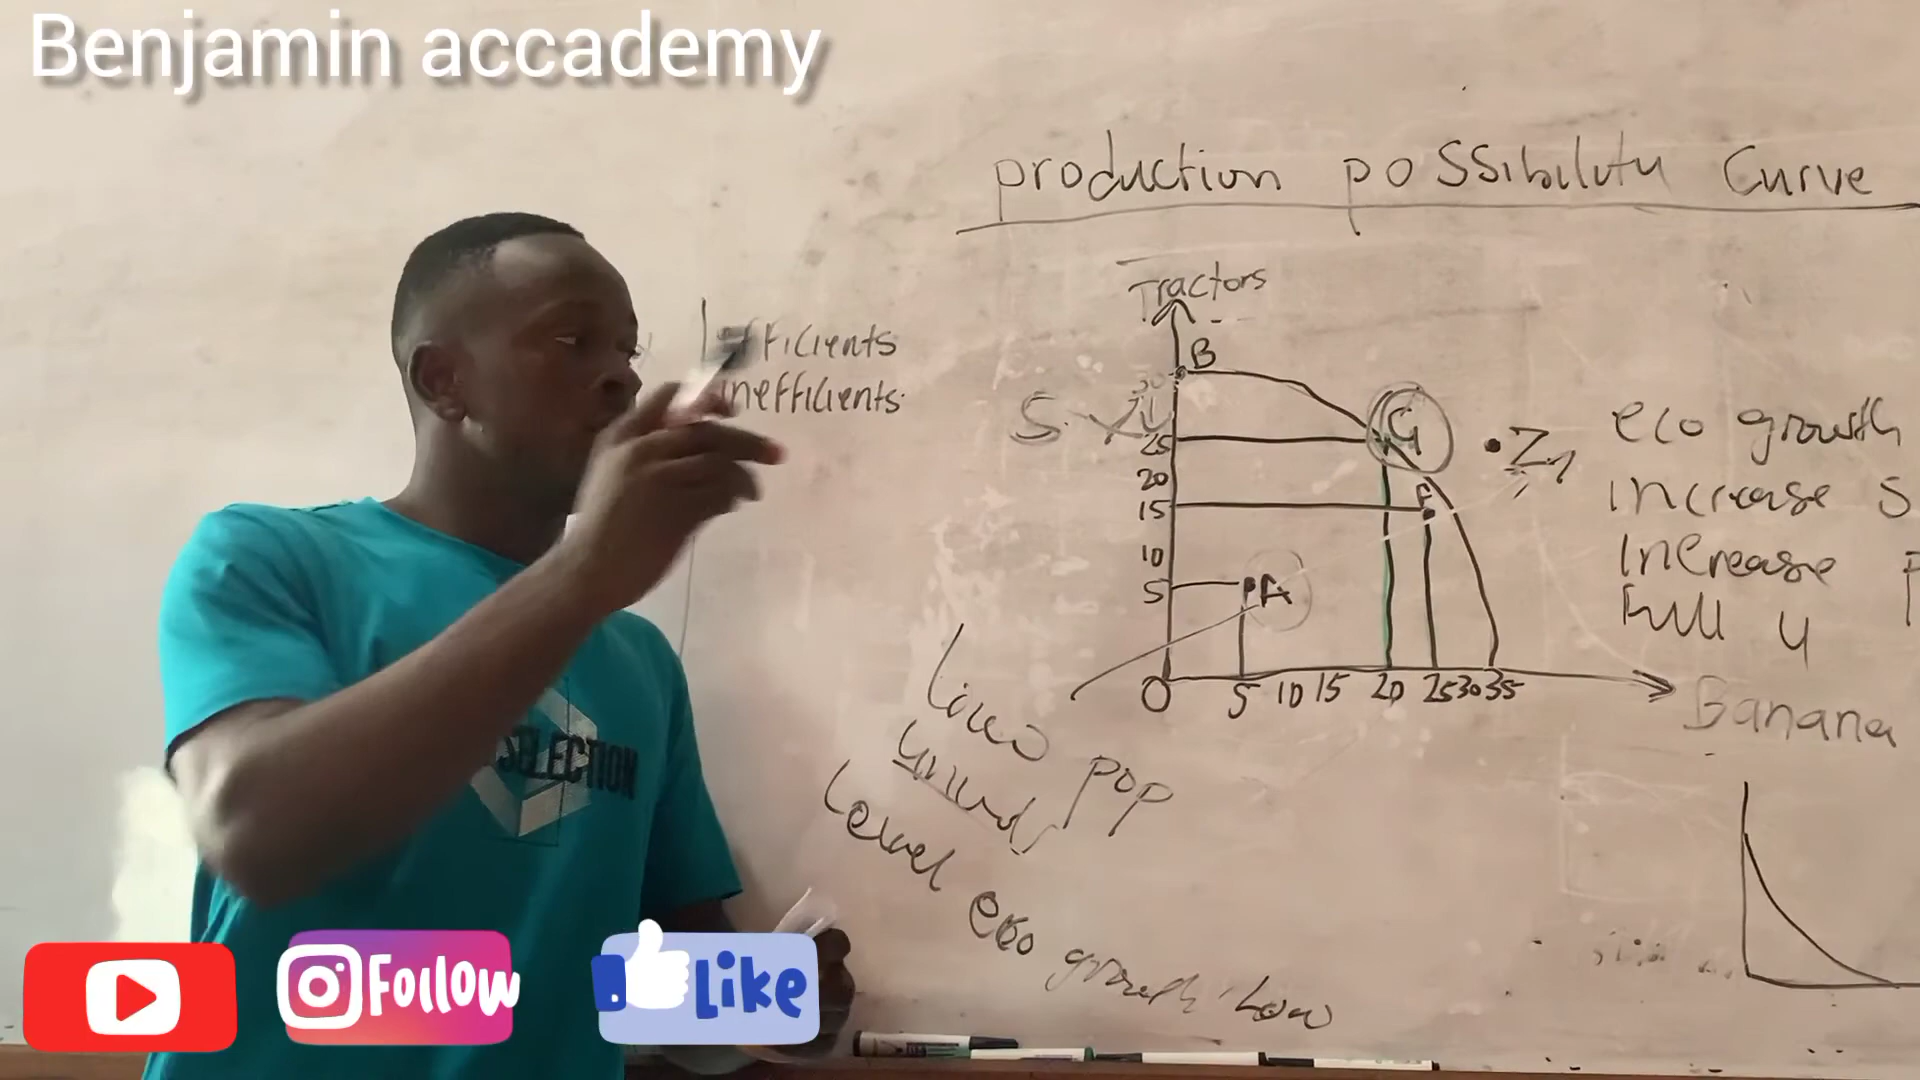 Benjamin accademy
production possibility Curve
Tractors
B
efficients
inefficients
30
S
25
G
Z1
20
15
F
10
5
A
O
5 10 15 20 25 30 35
Banana
eco growth
increase S
increase P
Full
Low
pop
Level eco growth Low
SELECTION
Follow
Like